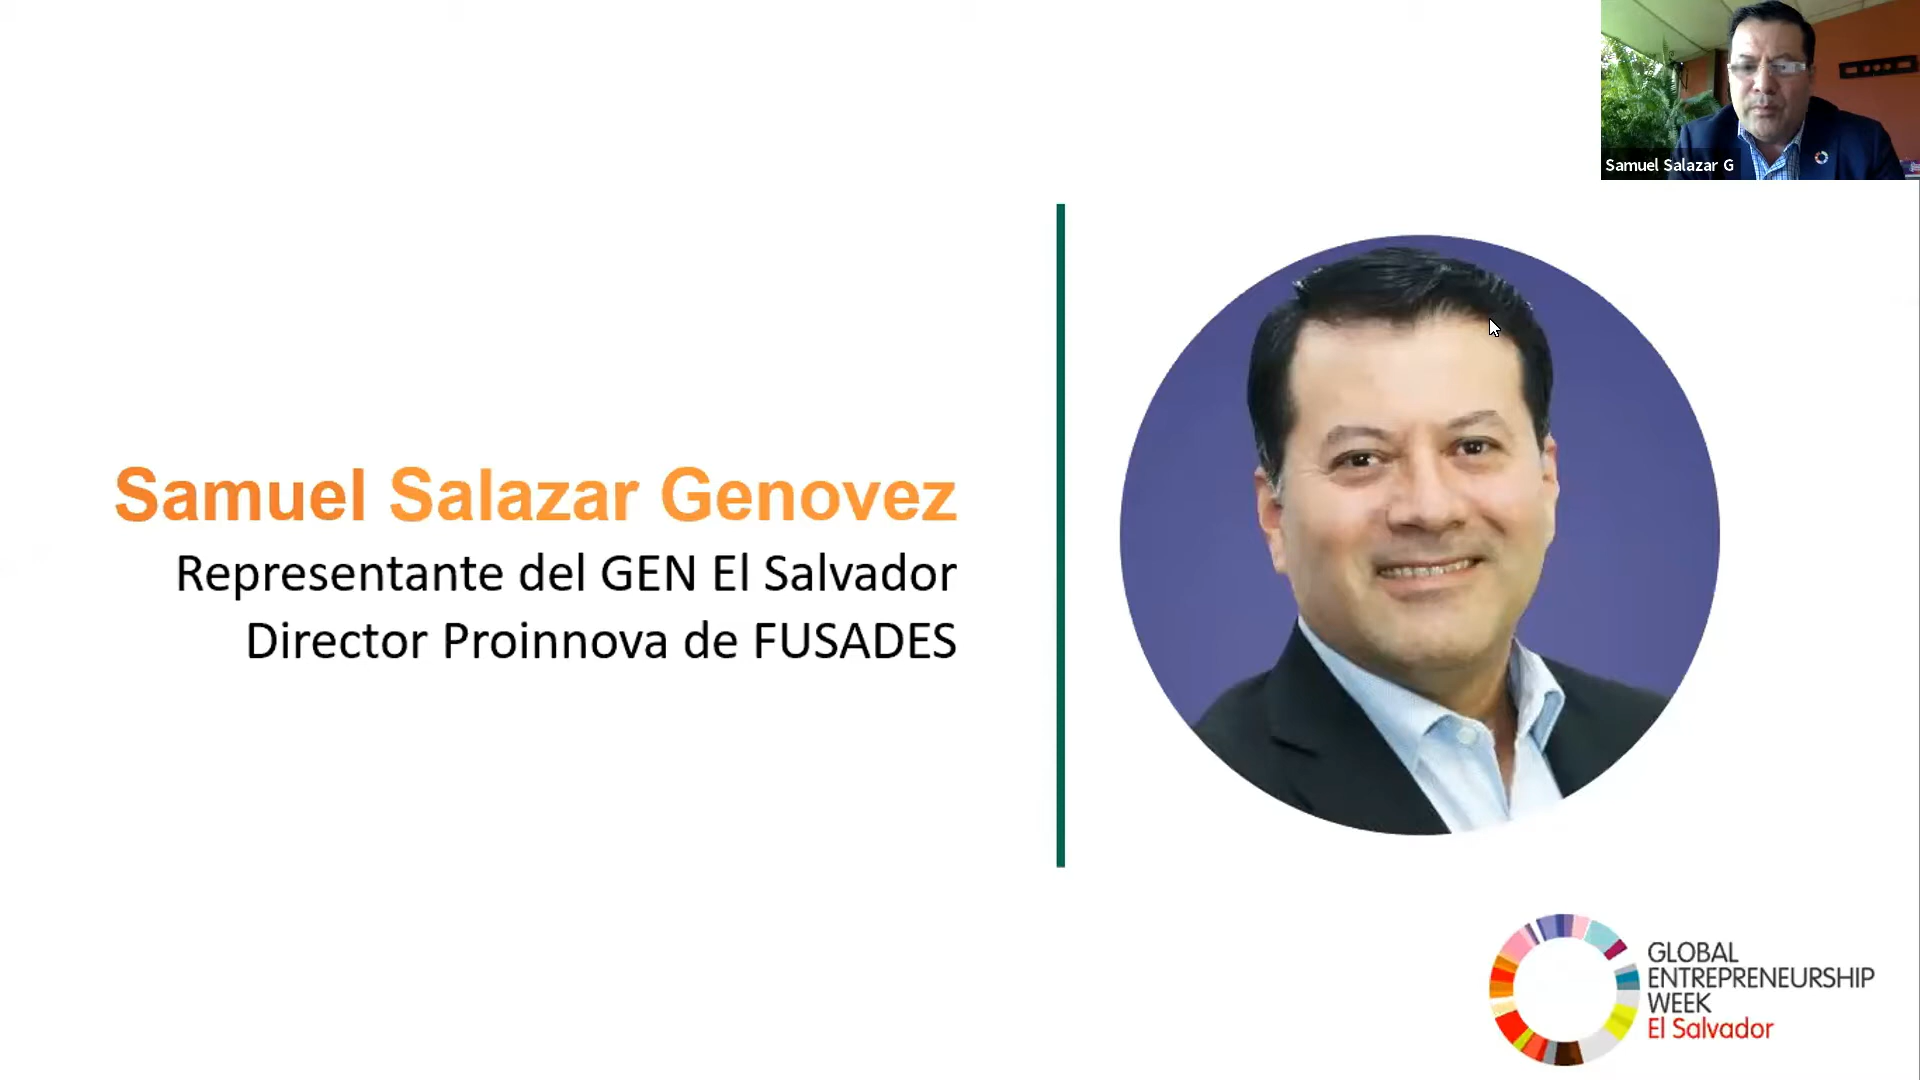 Samuel Salazar G
Samuel Salazar Genovez
Representante del GEN El Salvador
Director Proinnova de FUSADES
GLOBAL
ENTREPRENEURSHIP
WEEK
El Salvador